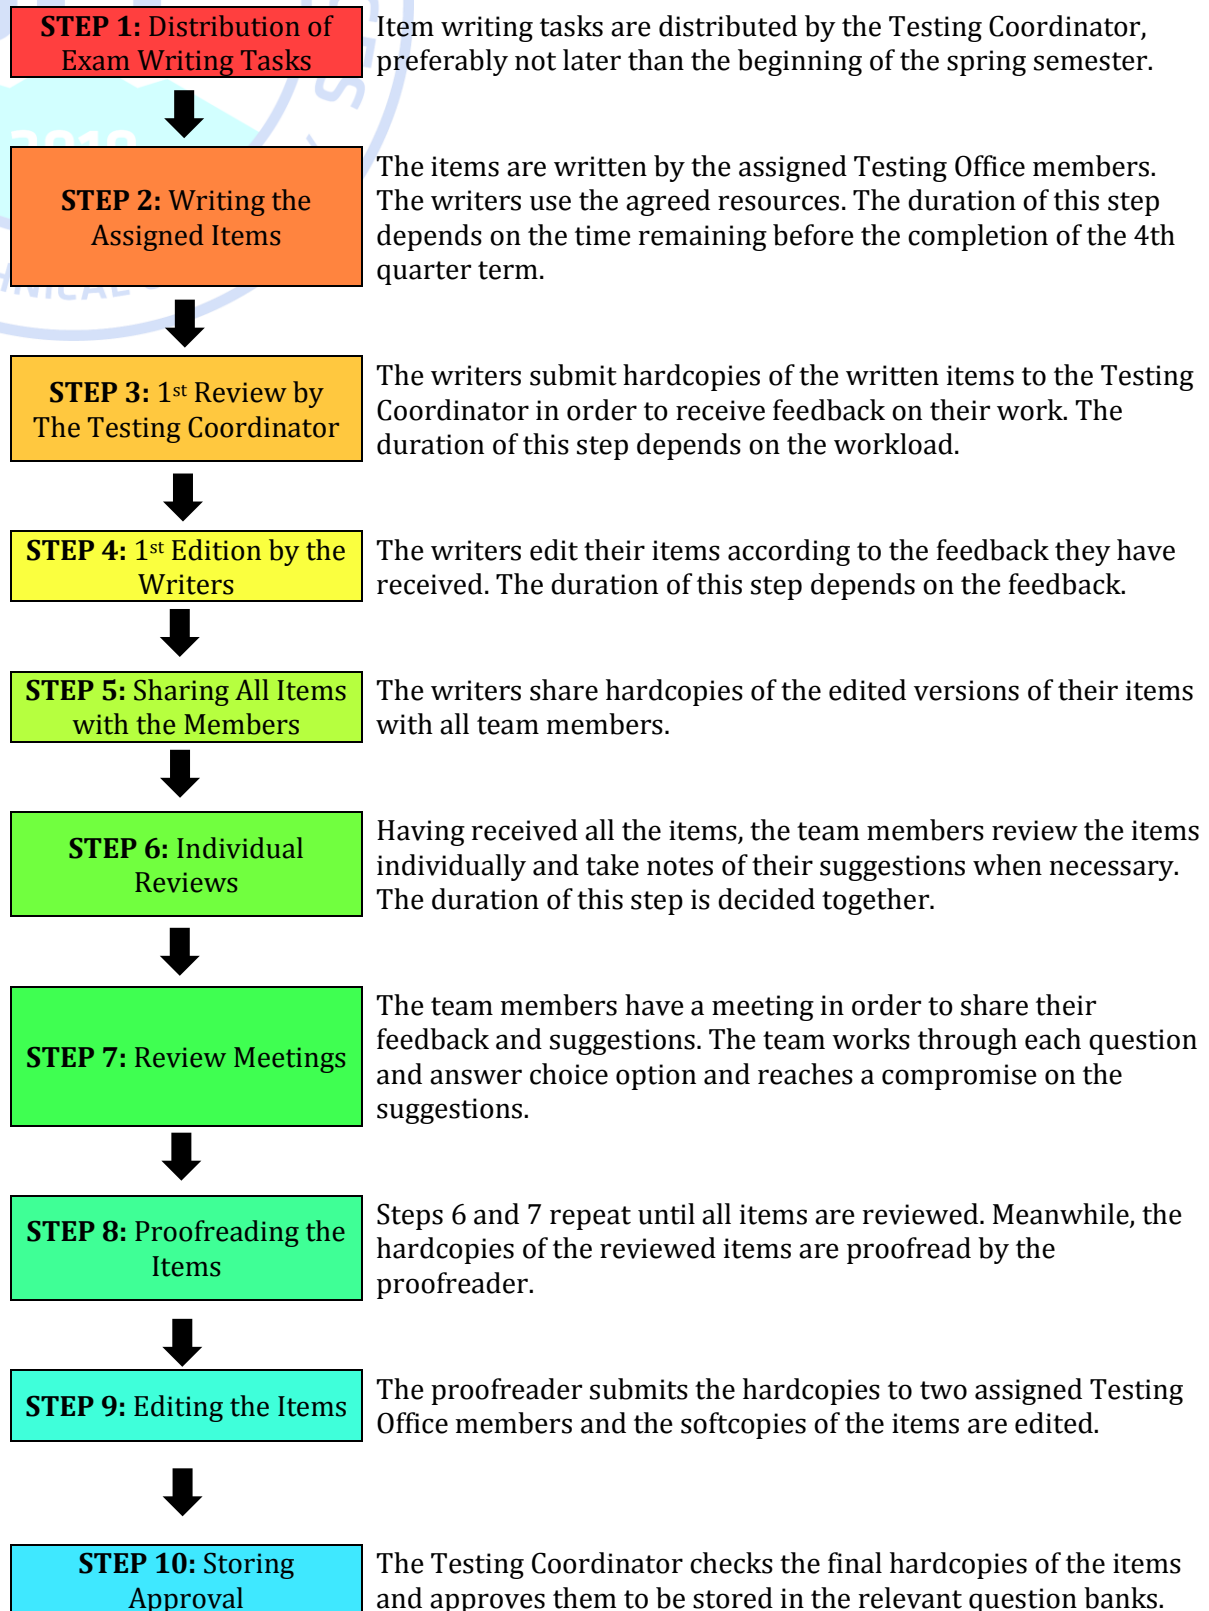 STEP 1: Distribution of
Exam Writing Tasks
Item writing tasks are distributed by the Testing Coordinator,
preferably not later than the beginning of the spring semester.
STEP 2: Writing the
Assigned Items
The items are written by the assigned Testing Office members.
The writers use the agreed resources. The duration of this step
depends on the time remaining before the completion of the 4th
quarter term.
STEP 3: 1st Review by
The Testing Coordinator
The writers submit hardcopies of the written items to the Testing
Coordinator in order to receive feedback on their work. The
duration of this step depends on the workload.
STEP 4: 1st Edition by the
Writers
The writers edit their items according to the feedback they have
received. The duration of this step depends on the feedback.
STEP 5: Sharing All Items
with the Members
The writers share hardcopies of the edited versions of their items
with all team members.
STEP 6: Individual
Reviews
Having received all the items, the team members review the items
individually and take notes of their suggestions when necessary.
The duration of this step is decided together.
STEP 7: Review Meetings
The team members have a meeting in order to share their
feedback and suggestions. The team works through each question
and answer choice option and reaches a compromise on the
suggestions.
STEP 8: Proofreading the
Items
Steps 6 and 7 repeat until all items are reviewed. Meanwhile, the
hardcopies of the reviewed items are proofread by the
proofreader.
STEP 9: Editing the Items
The proofreader submits the hardcopies to two assigned Testing
Office members and the softcopies of the items are edited.
STEP 10: Storing
Approval
The Testing Coordinator checks the final hardcopies of the items
and approves them to be stored in the relevant question banks.